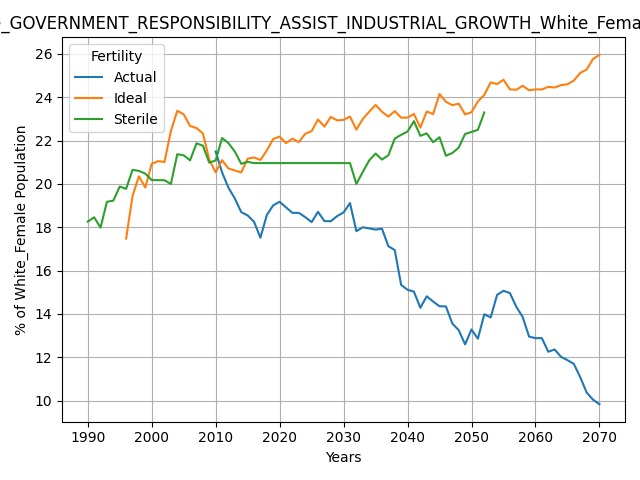 _GOVERNMENT_RESPONSIBILITY_ASSIST_INDUSTRIAL_GROWTH_White_Fema
Fertility
Actual
Ideal
Sterile
% of White_Female Population
26
24
22
20
18
16
14
12
10
1990 2000 2010 2020 2030 2040 2050 2060 2070
Years